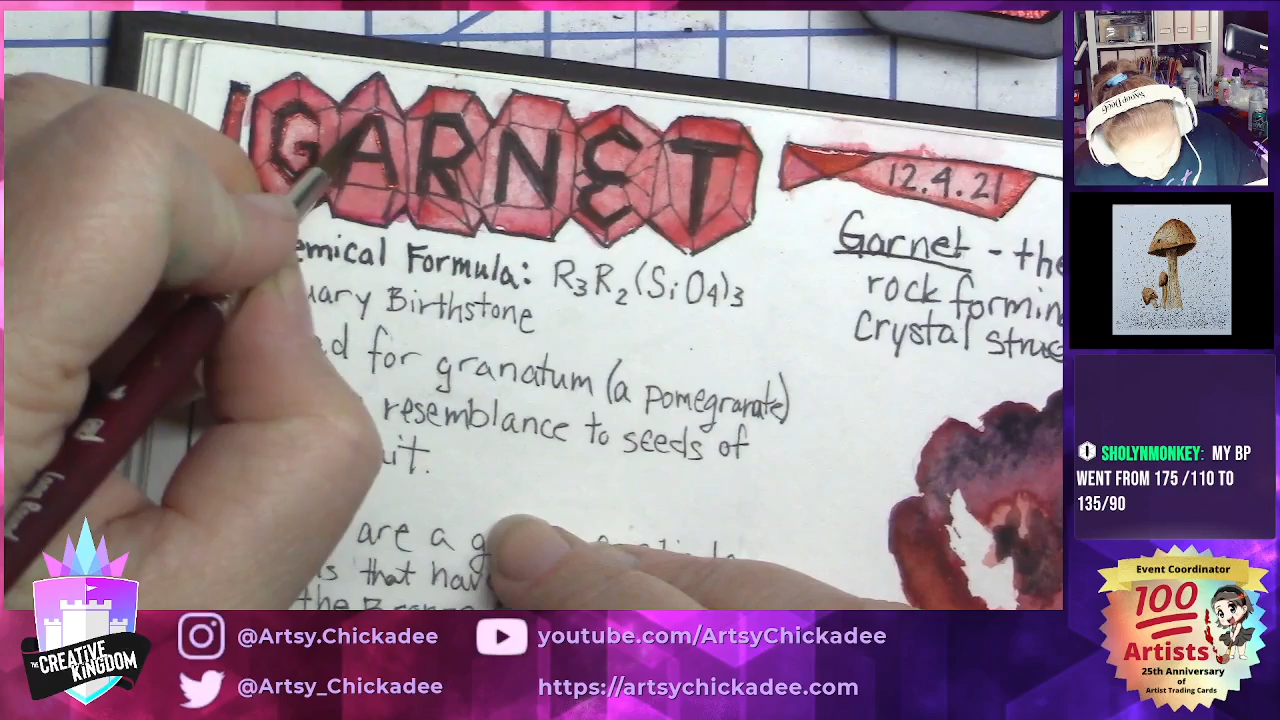 GARNET
12.4.21
emical Formula: R3R2(SiO4)3
uary Birthstone
d for granatum (a pomegranate)
resemblance to seeds of
uit.
are a g
is that hav
the B
Garnet - the
rock formin
Crystal struc
SHOLYNMONKEY: MY BP
WENT FROM 175 /110 TO
135/90
THE CREATIVE
KINGDOM
@Artsy.Chickadee
youtube.com/ArtsyChickadee
@Artsy_Chickadee
https://artsychickadee.com
Event Coordinator
100
Artists
25th Anniversary
of
Artist Trading Cards